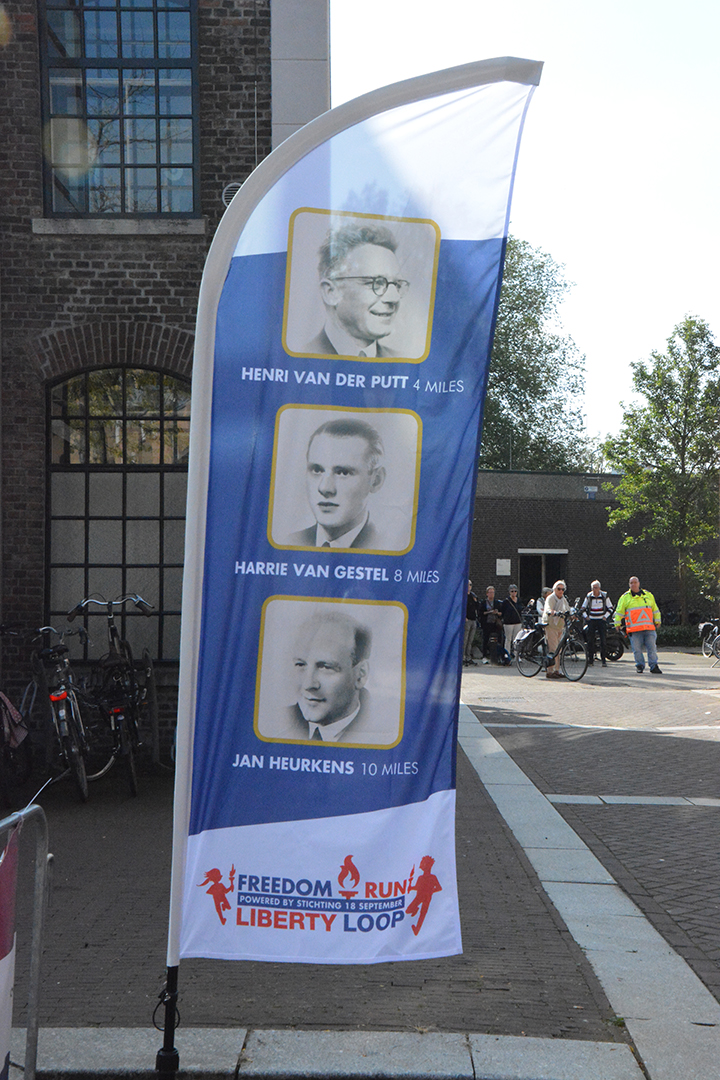 HENRI VAN DER PUTT 4 MILES
HARRIE VAN GESTEL 8 MILES
JAN HEURKENS 10 MILES
FREEDOM RUN
POWERED BY STICHTING 18 SEPTEMBER
LIBERTY LOOP